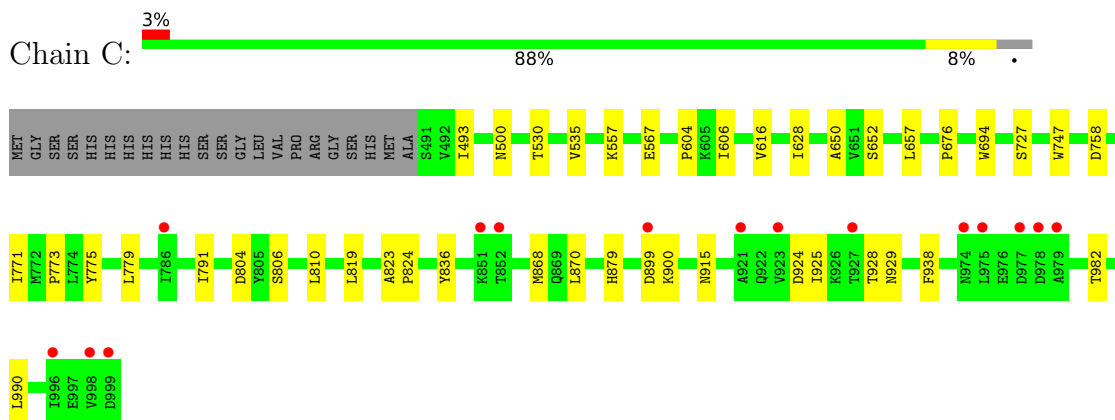 3%
Chain C:
88% 8% •
MET GLY SER SER HIS HIS HIS HIS HIS HIS SER SER GLY LEU VAL PRO ARG GLY SER HIS MET ALA S491 V492 I493 N500 T530 V535 K557 E567 P604 K605 I606 V616 I628 A650 V651 S652 L657 P676 W694 S727 W747 D758
I771 M772 P773 L774 Y775 L779 I786 I791 D804 Y805 S806 L810 L819 A823 P824 Y836 K851 T852 M868 Q869 L870 H879 D899 K900 N915 A921 Q922 V923 D924 I925 K926 T927 T928 N929 F938 N974 L975 E976 D977 D978 A979 T982
L990 I996 E997 V998 D999